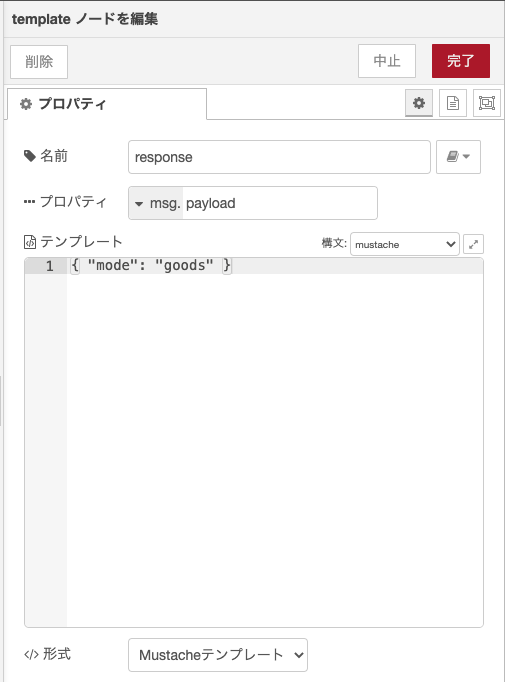 template ノードを編集
削除
中止
完了
プロパティ
名前
response
プロパティ
msg. payload
テンプレート
構文: mustache
1 { "mode": "goods" }
形式
Mustacheテンプレート